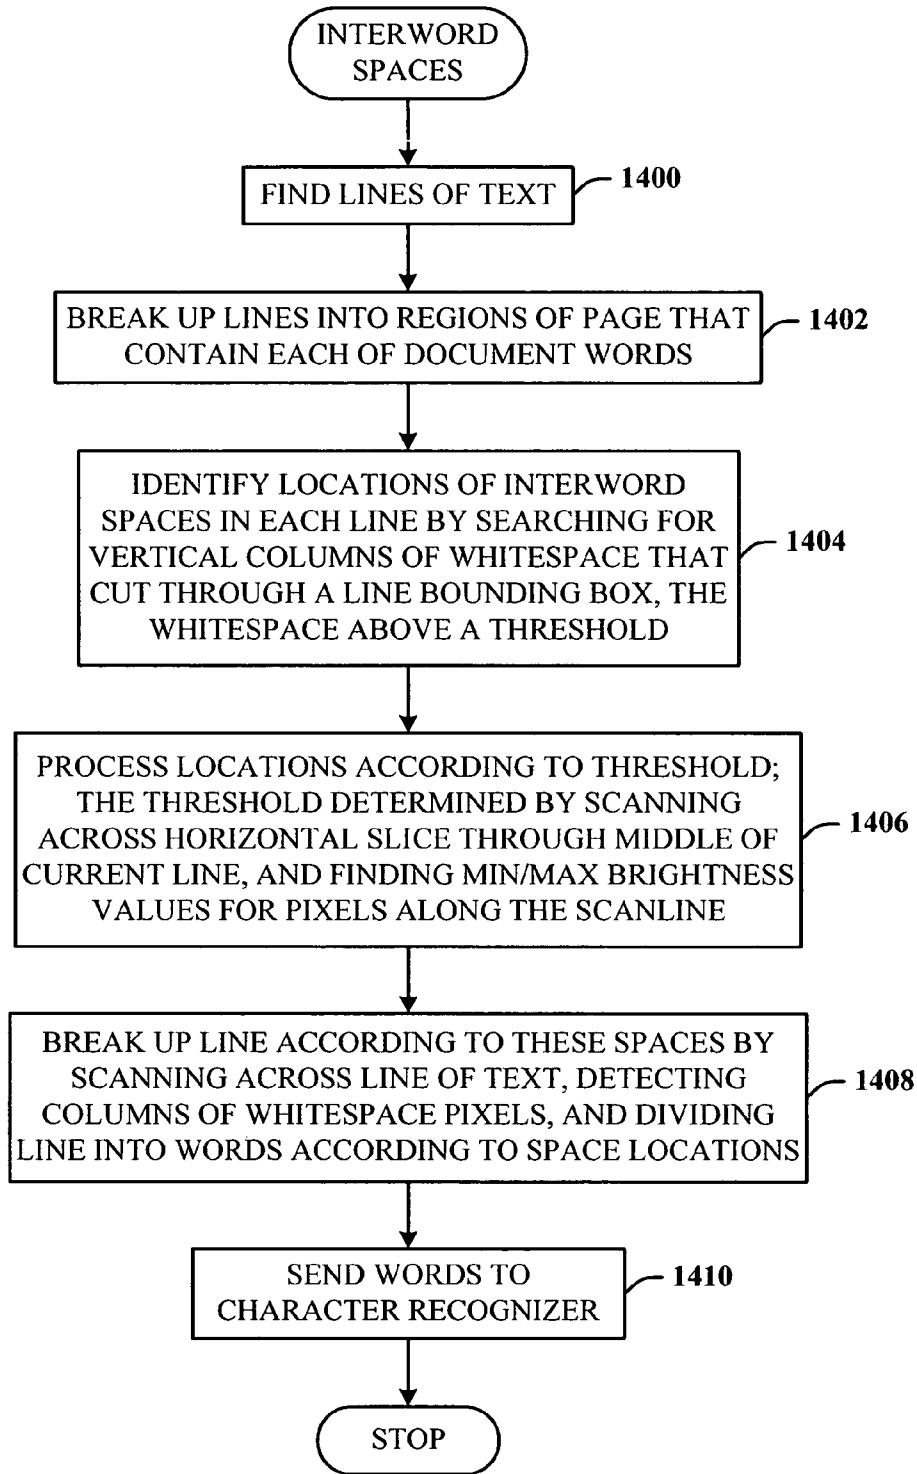 INTERWORD
SPACES
FIND LINES OF TEXT
1400
BREAK UP LINES INTO REGIONS OF PAGE THAT
CONTAIN EACH OF DOCUMENT WORDS
1402
IDENTIFY LOCATIONS OF INTERWORD
SPACES IN EACH LINE BY SEARCHING FOR
VERTICAL COLUMNS OF WHITESPACE THAT
CUT THROUGH A LINE BOUNDING BOX, THE
WHITESPACE ABOVE A THRESHOLD
1404
PROCESS LOCATIONS ACCORDING TO THRESHOLD;
THE THRESHOLD DETERMINED BY SCANNING
ACROSS HORIZONTAL SLICE THROUGH MIDDLE OF
CURRENT LINE, AND FINDING MIN/MAX BRIGHTNESS
VALUES FOR PIXELS ALONG THE SCANLINE
1406
BREAK UP LINE ACCORDING TO THESE SPACES BY
SCANNING ACROSS LINE OF TEXT, DETECTING
COLUMNS OF WHITESPACE PIXELS, AND DIVIDING
LINE INTO WORDS ACCORDING TO SPACE LOCATIONS
1408
SEND WORDS TO
CHARACTER RECOGNIZER
1410
STOP